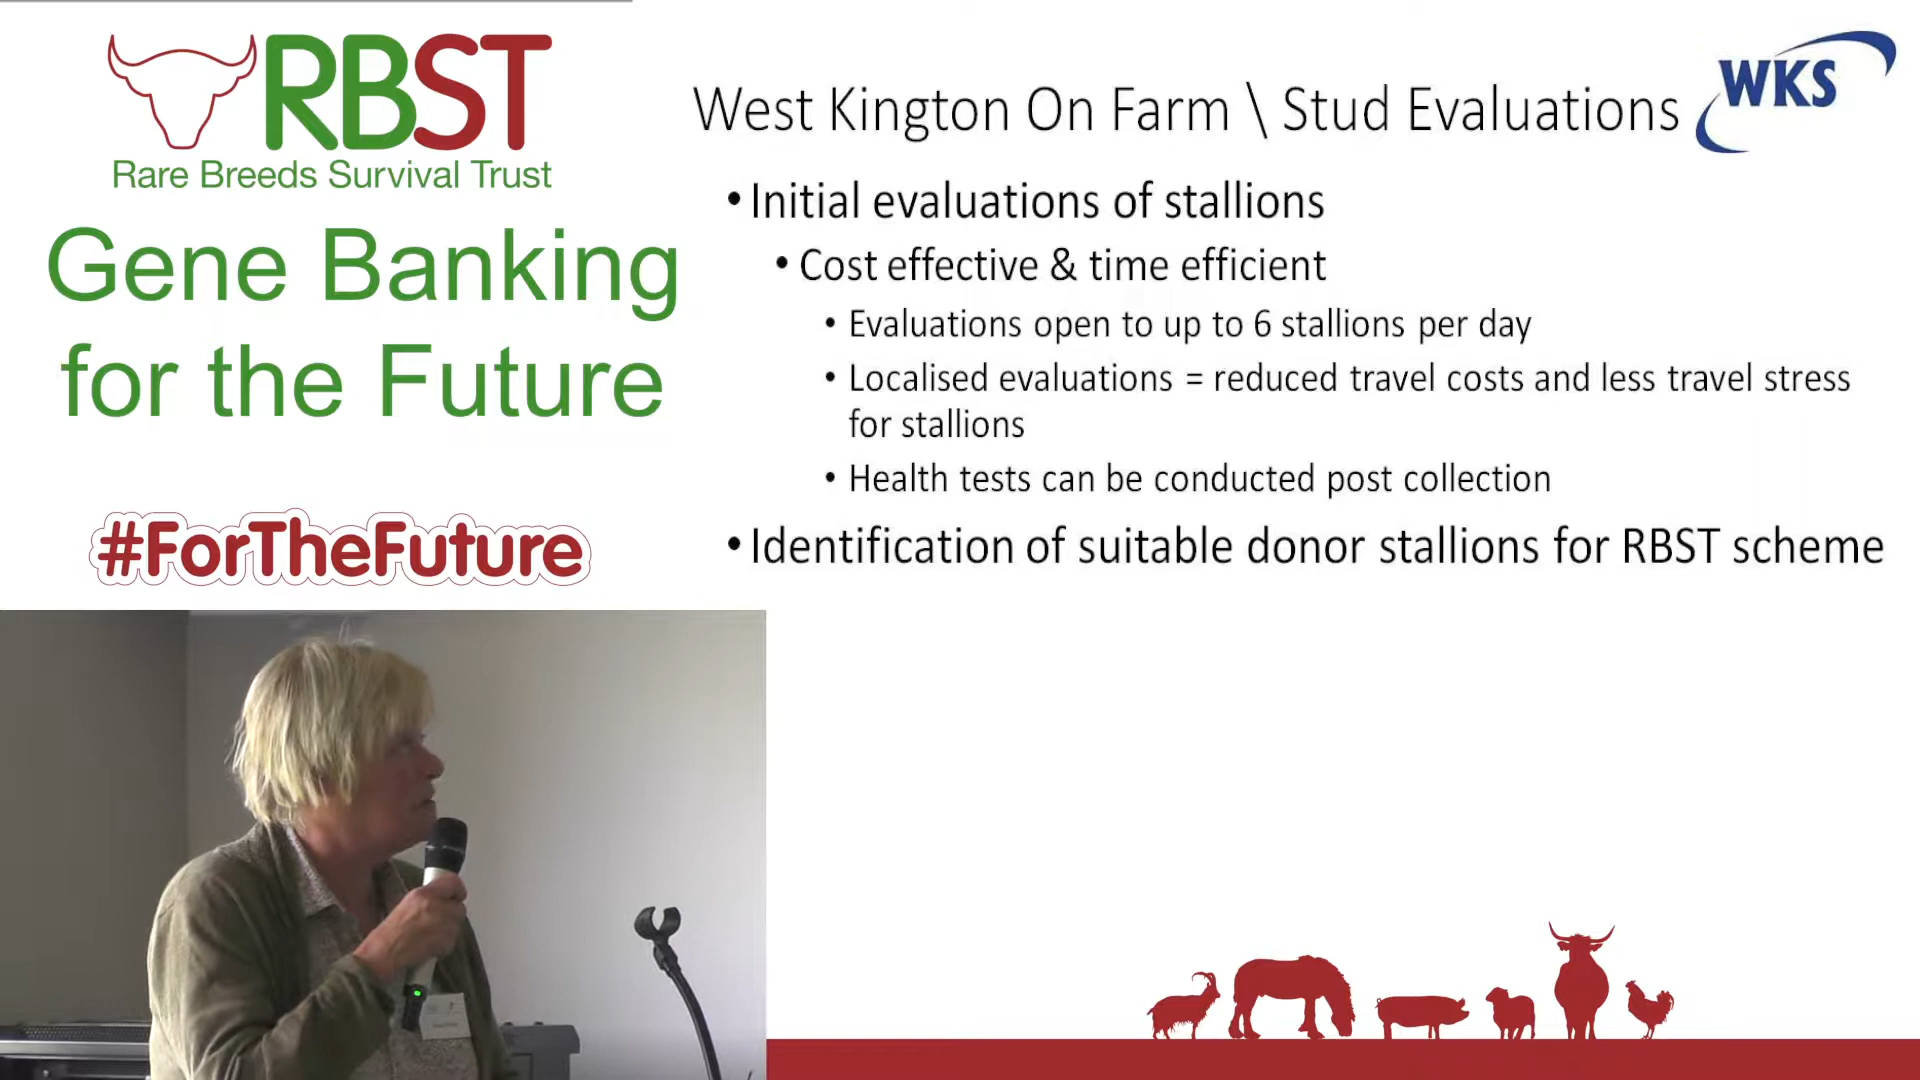 RBST
Rare Breeds Survival Trust
Gene Banking
for the Future
#ForTheFuture
West Kington On Farm \ Stud Evaluations
WKS
• Initial evaluations of stallions
• Cost effective & time efficient
• Evaluations open to up to 6 stallions per day
• Localised evaluations = reduced travel costs and less travel stress
for stallions
• Health tests can be conducted post collection
• Identification of suitable donor stallions for RBST scheme